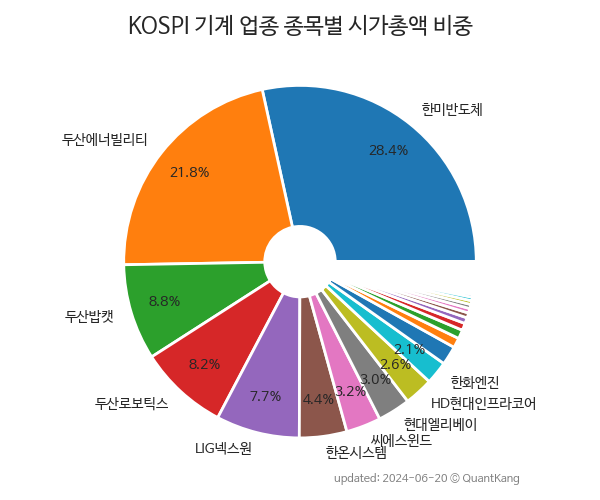 KOSPI 기계 업종 종목별 시가총액 비중
한미반도체
28.4%
두산에너빌리티
21.8%
두산밥캣
8.8%
두산로보틱스
8.2%
LIG넥스원
7.7%
한온시스템
4.4%
씨에스윈드
3.2%
현대엘리베이
3.0%
HD현대인프라코어
2.6%
한화엔진
2.1%
updated: 2024-06-20 © QuantKang